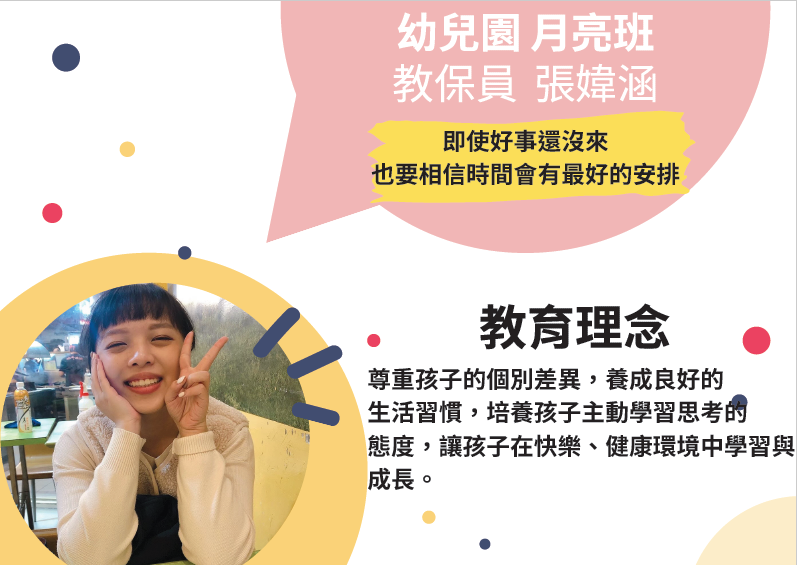 幼兒園 月亮班
教保員 張媁涵
即使好事還沒來
也要相信時間會有最好的安排
教育理念
尊重孩子的個別差異，養成良好的
生活習慣，培養孩子主動學習思考的
態度，讓孩子在快樂、健康環境中學習與
成長。